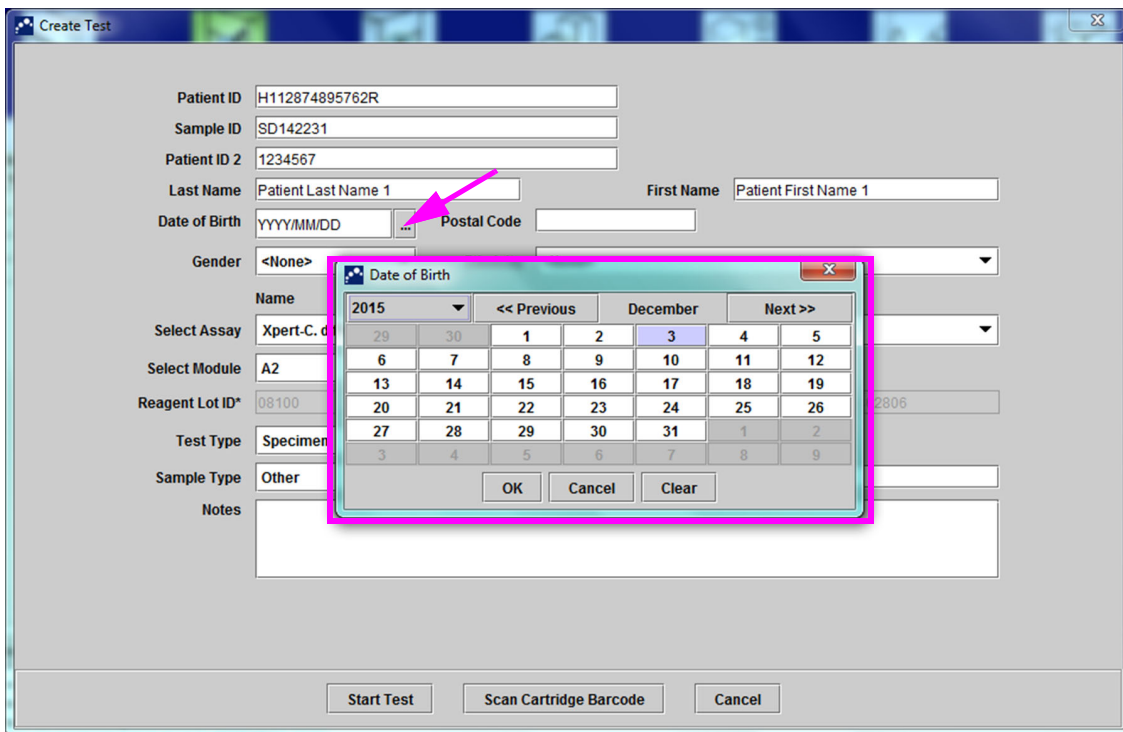 Create Test
Patient ID H112874895762R
Sample ID SD142231
Patient ID 2 1234567
Last Name Patient Last Name 1 First Name Patient First Name 1
Date of Birth YYYY/MM/DD ... Postal Code
Gender <None>
Date of Birth
2015 << Previous December Next >>
29 30 1 2 3 4 5
6 7 8 9 10 11 12
13 14 15 16 17 18 19
20 21 22 23 24 25 26
27 28 29 30 31 1 2
3 4 5 6 7 8 9
OK Cancel Clear
Name
Select Assay Xpert-C. d
Select Module A2
Reagent Lot ID* 08100 2806
Test Type Specimen
Sample Type Other
Notes
Start Test Scan Cartridge Barcode Cancel